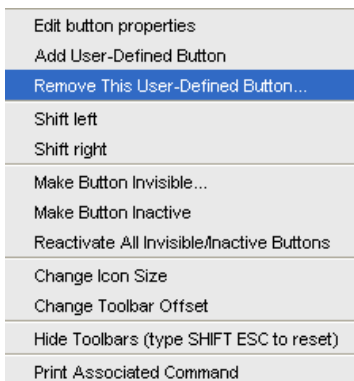 Edit button properties
Add User-Defined Button
Remove This User-Defined Button...
Shift left
Shift right
Make Button Invisible...
Make Button Inactive
Reactivate All Invisible/Inactive Buttons
Change Icon Size
Change Toolbar Offset
Hide Toolbars (type SHIFT ESC to reset)
Print Associated Command